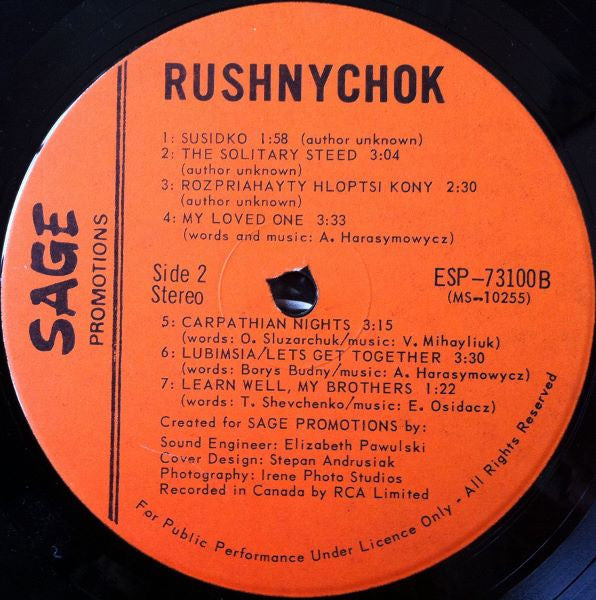 RUSHNYCHOK
1: SUSIDKO 1:58 (author unknown)
2: THE SOLITARY STEED 3:04
(author unknown)
3: ROZPRIAHAYTY HLOPTSI KONY 2:30
(author unknown)
4: MY LOVED ONE 3:33
(words and music: A. Harasymowycz)
SAGE
PROMOTIONS
Side 2
Stereo
ESP-73100B
(MS-10255)
5: CARPATHIAN NIGHTS 3:15
(words: O. Sluzarchuk/music: V. Mihayliuk)
6: LUBIMSIA/LETS GET TOGETHER 3:30
(words: Borys Budny/music: A. Harasymowycz)
7: LEARN WELL, MY BROTHERS 1:22
(words: T. Shevchenko/music: E. Osidacz)
Created for SAGE PROMOTIONS by:
Sound Engineer: Elizabeth Pawulski
Cover Design: Stepan Andrusiak
Photography: Irene Photo Studios
Recorded in Canada by RCA Limited
For Public Performance Under Licence Only - All Rights Reserved